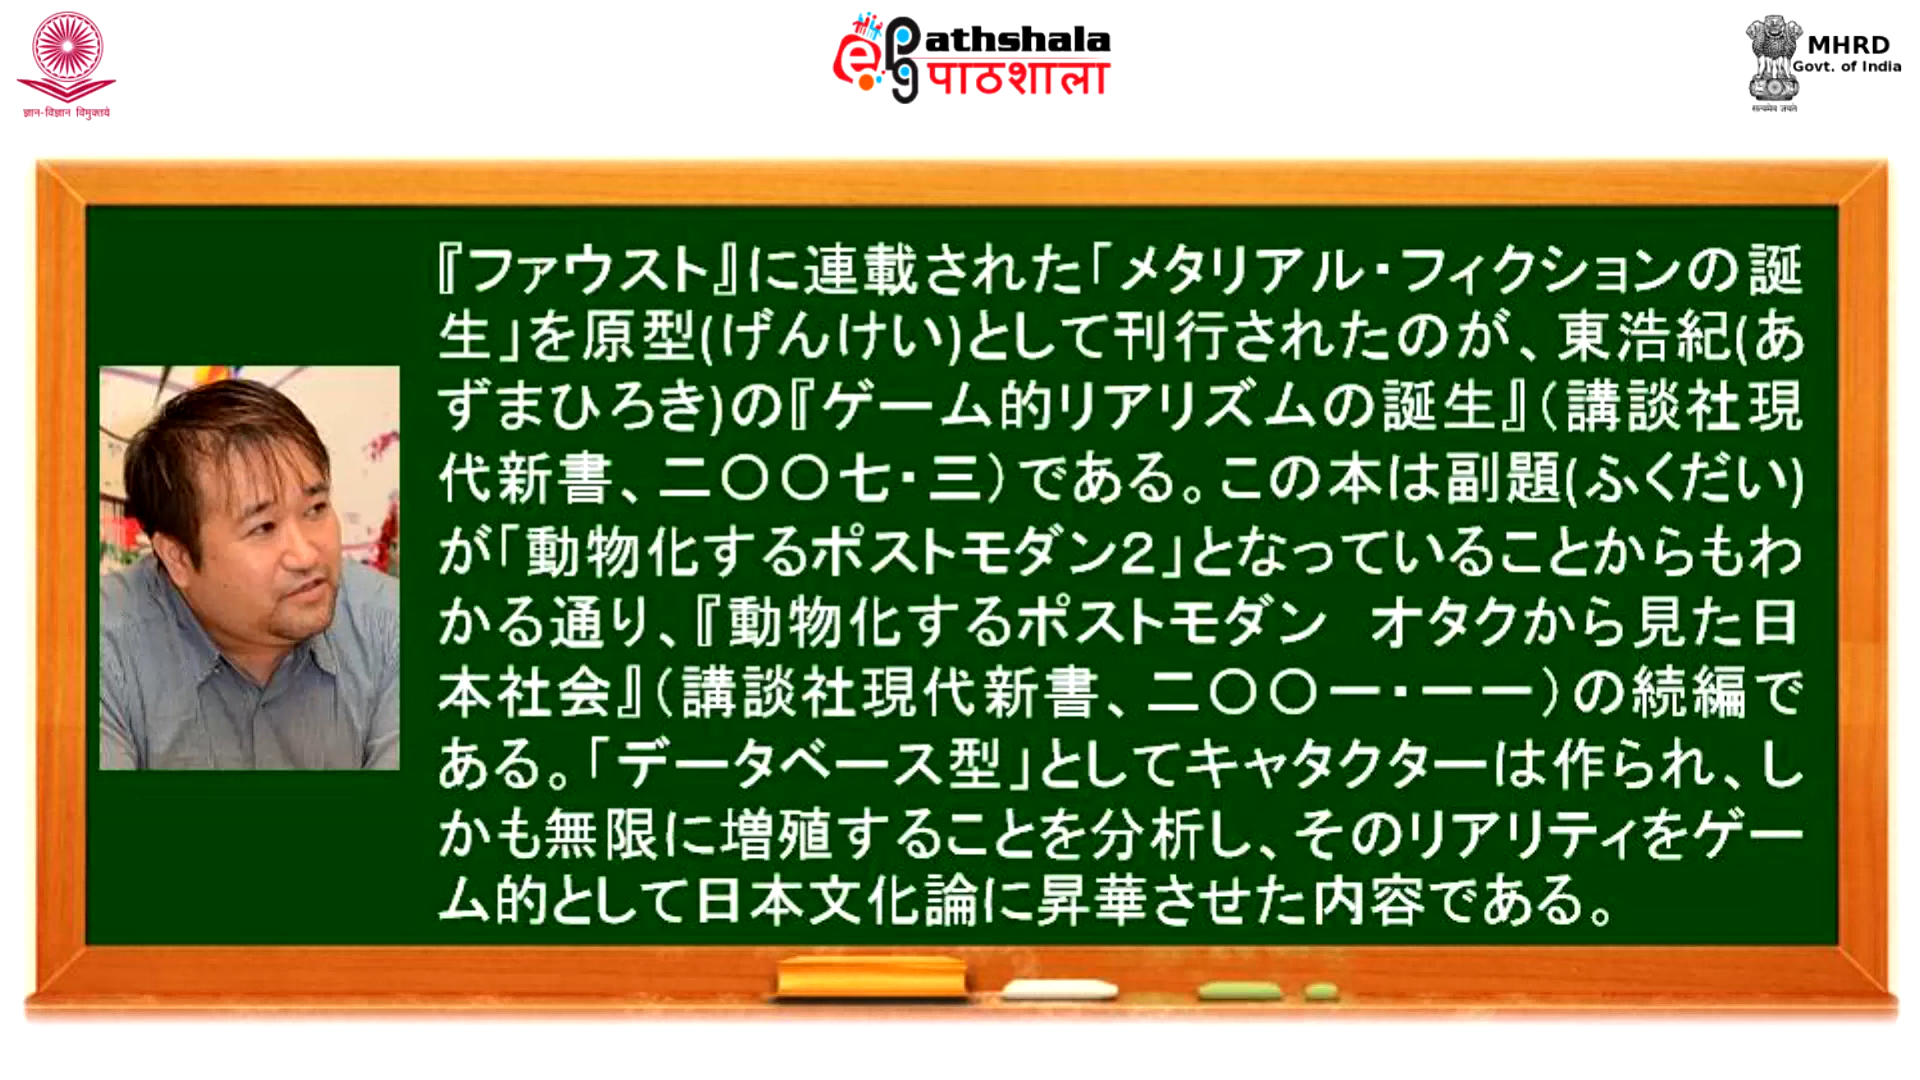 ज्ञान-विज्ञान विमुक्तये
e PG
athshala
पाठशाला
MHRD
Govt. of India
सत्यमेव जयते
『ファウスト』に連載された「メタリアル・フィクションの誕
生」を原型(げんけい)として刊行されたのが、東浩紀(あ
ずまひろき)の『ゲーム的リアリズムの誕生』（講談社現
代新書、二〇〇七・三）である。この本は副題(ふくだい)
が「動物化するポストモダン２」となっていることからもわ
かる通り、『動物化するポストモダン　オタクから見た日
本社会』（講談社現代新書、二〇〇一・一一）の続編で
ある。「データベース型」としてキャタクターは作られ、し
かも無限に増殖することを分析し、そのリアリティをゲー
ム的として日本文化論に昇華させた内容である。